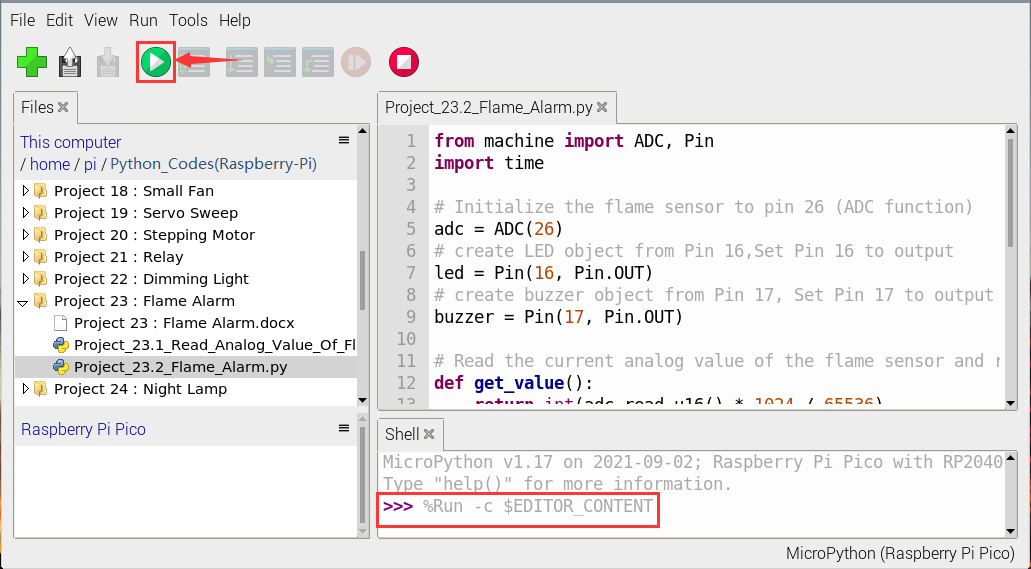 File Edit View Run Tools Help
Files
This computer
/ home / pi / Python_Codes(Raspberry-Pi)
Project 18 : Small Fan
Project 19 : Servo Sweep
Project 20 : Stepping Motor
Project 21 : Relay
Project 22 : Dimming Light
Project 23 : Flame Alarm
Project 23 : Flame Alarm.docx
Project_23.1_Read_Analog_Value_Of_Fl
Project_23.2_Flame_Alarm.py
Project 24 : Night Lamp
Raspberry Pi Pico
Project_23.2_Flame_Alarm.py
1 from machine import ADC, Pin
2 import time
3
4 # Initialize the flame sensor to pin 26 (ADC function)
5 adc = ADC(26)
6 # create LED object from Pin 16,Set Pin 16 to output
7 led = Pin(16, Pin.OUT)
8 # create buzzer object from Pin 17, Set Pin 17 to output
9 buzzer = Pin(17, Pin.OUT)
10
11 # Read the current analog value of the flame sensor and
12 def get_value():
13 return int(adc.read_u16() * 1024 / 65536)
Shell
MicroPython v1.17 on 2021-09-02; Raspberry Pi Pico with RP2040
Type "help()" for more information.
>>> %Run -c $EDITOR_CONTENT
MicroPython (Raspberry Pi Pico)